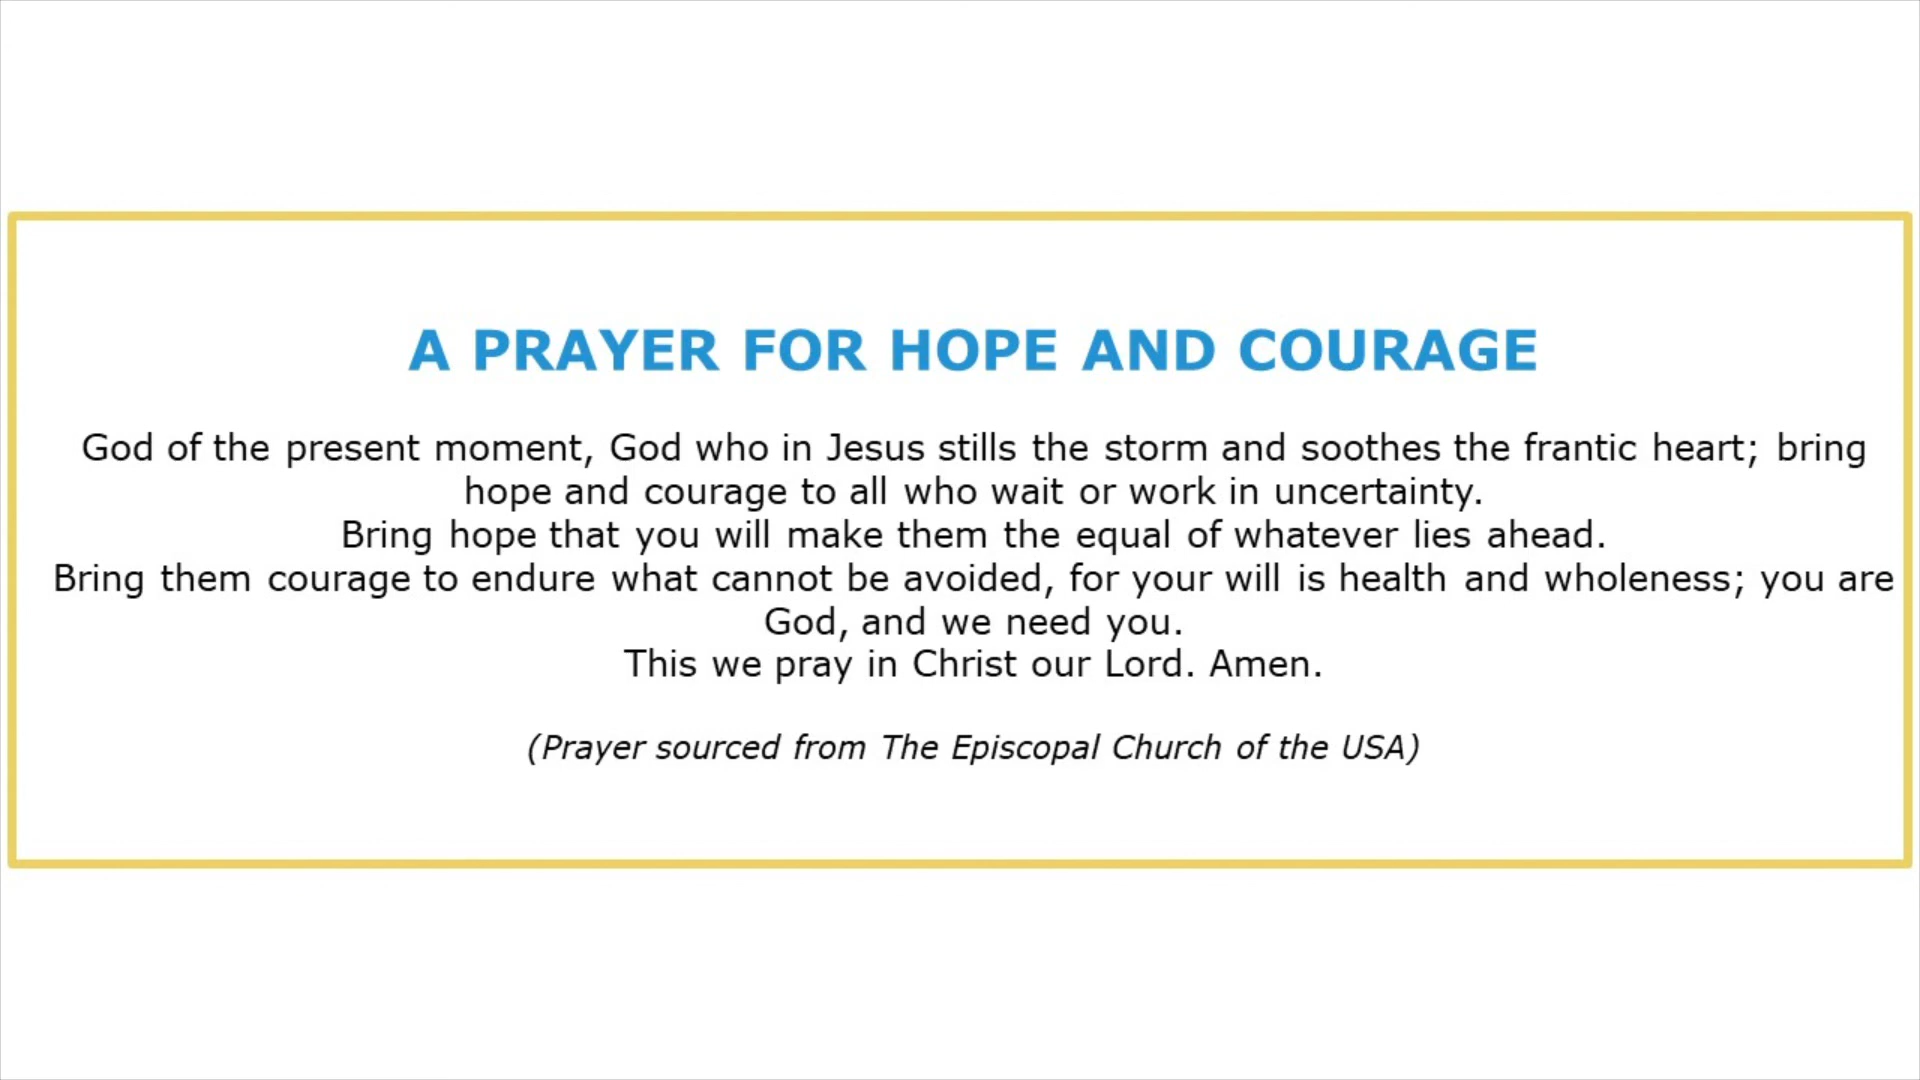 A PRAYER FOR HOPE AND COURAGE
God of the present moment, God who in Jesus stills the storm and soothes the frantic heart; bring
hope and courage to all who wait or work in uncertainty.
Bring hope that you will make them the equal of whatever lies ahead.
Bring them courage to endure what cannot be avoided, for your will is health and wholeness; you are
God, and we need you.
This we pray in Christ our Lord. Amen.
(Prayer sourced from The Episcopal Church of the USA)